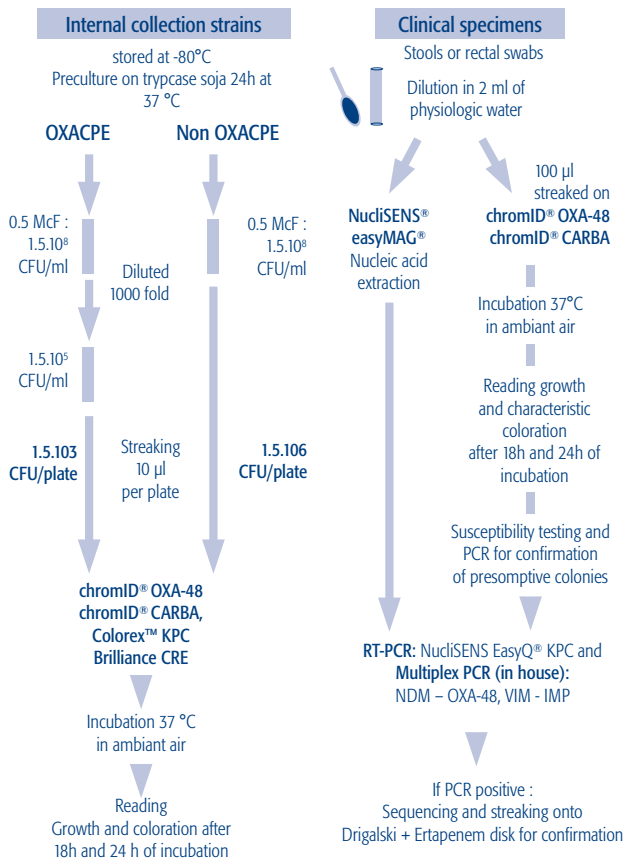 Internal collection strains
stored at -80°C
Preculture on trypcase soja 24h at
37 °C
OXACPE
Non OXACPE
0.5 McF :
1.5.10⁸
CFU/ml
Diluted
1000 fold
0.5 McF :
1.5.10⁸
CFU/ml
1.5.10⁵
CFU/ml
1.5.103
CFU/plate
Streaking
10 µl
per plate
1.5.106
CFU/plate
chromID® OXA-48
chromID® CARBA,
Colorex™ KPC
Brilliance CRE
Incubation 37 °C
in ambiant air
Reading
Growth and coloration after
18h and 24 h of incubation
Clinical specimens
Stools or rectal swabs
Dilution in 2 ml of
physiologic water
NucliSENS®
easyMAG®
Nucleic acid
extraction
100 µl
streaked on
chromID® OXA-48
chromID® CARBA
Incubation 37°C
in ambiant air
Reading growth
and characteristic
coloration
after 18h and 24h of
incubation
Susceptibility testing and
PCR for confirmation
of presomptive colonies
RT-PCR: NucliSENS EasyQ® KPC and
Multiplex PCR (in house):
NDM – OXA-48, VIM - IMP
If PCR positive :
Sequencing and streaking onto
Drigalski + Ertapenem disk for confirmation